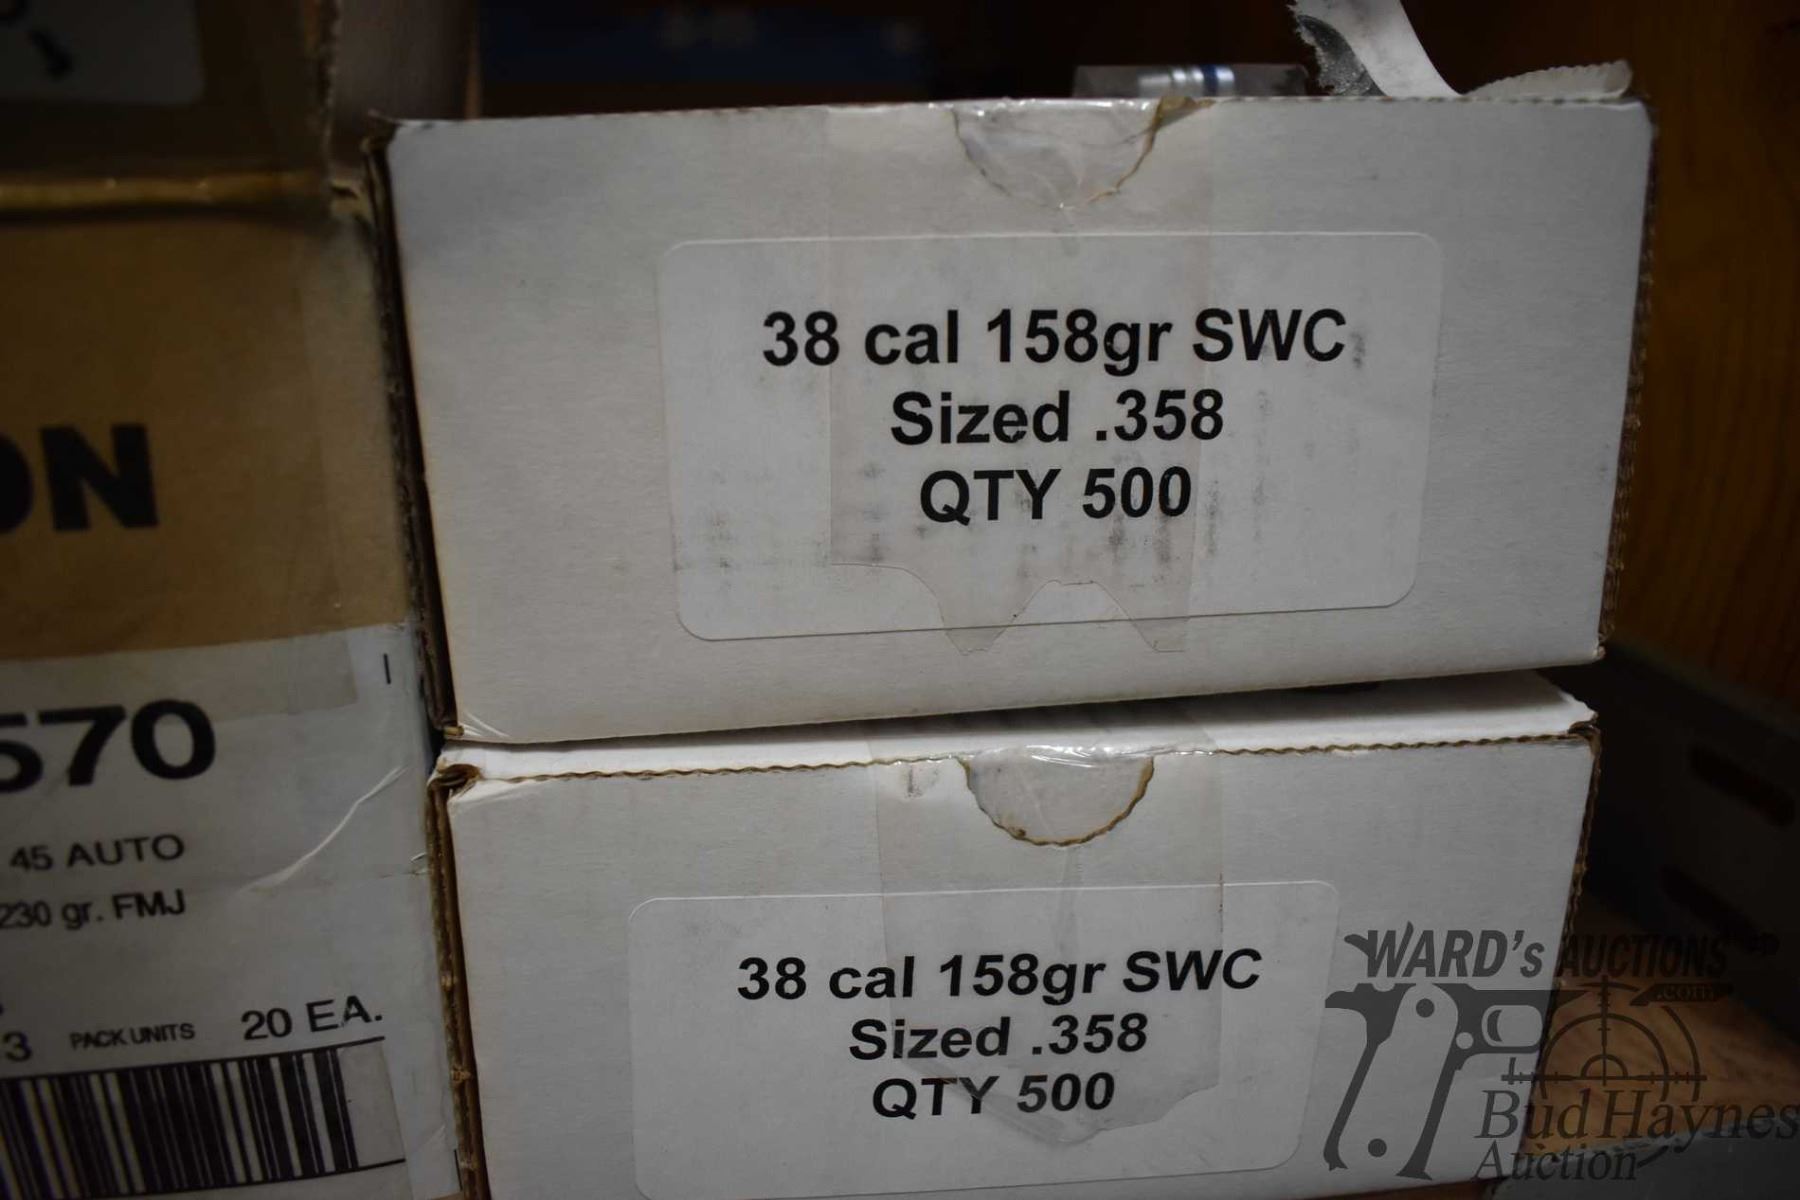 38 cal 158gr SWC
Sized .358
QTY 500
38 cal 158gr SWC
Sized .358
QTY 500
ON
570
45 AUTO
230 gr. FMJ
3 PACK UNITS 20 EA.
WARD's AUCTIONS
.com
Bud Haynes
Auction